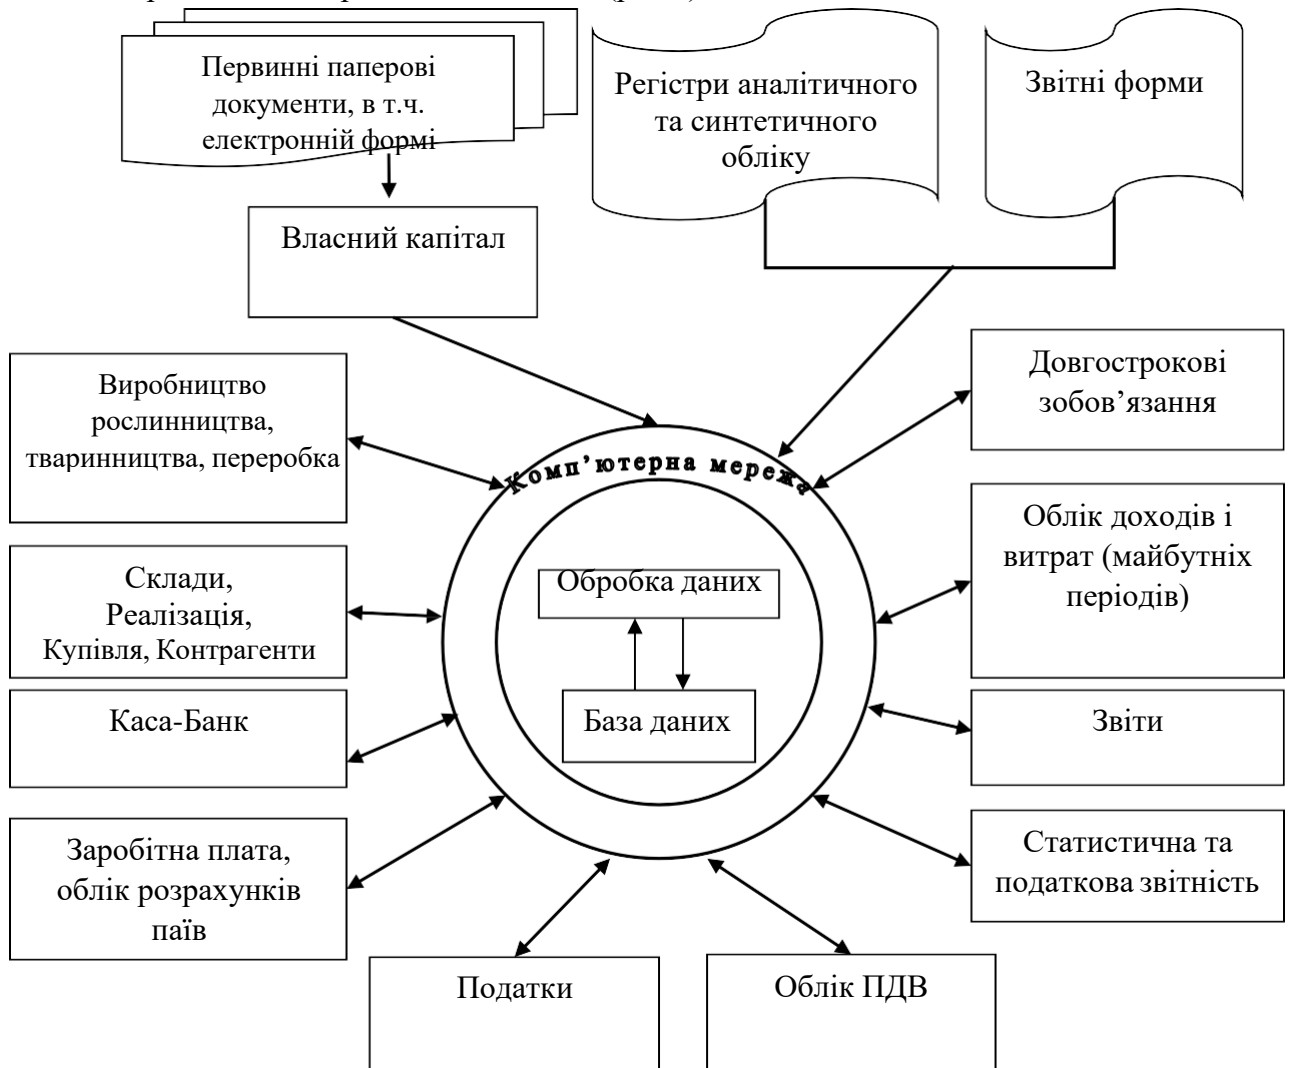 Первинні паперові
документи, в т.ч.
електронній формі
Регістри аналітичного
та синтетичного
обліку
Звітні форми
Власний капітал
Виробництво
рослинництва,
тваринництва, переробка
Довгострокові
зобов’язання
Комп’ютерна мережа
Облік доходів і
витрат (майбутніх
періодів)
Склади,
Реалізація,
Купівля, Контрагенти
Обробка даних
База даних
Каса-Банк
Звіти
Заробітна плата,
облік розрахунків
паїв
Статистична та
податкова звітність
Податки
Облік ПДВ